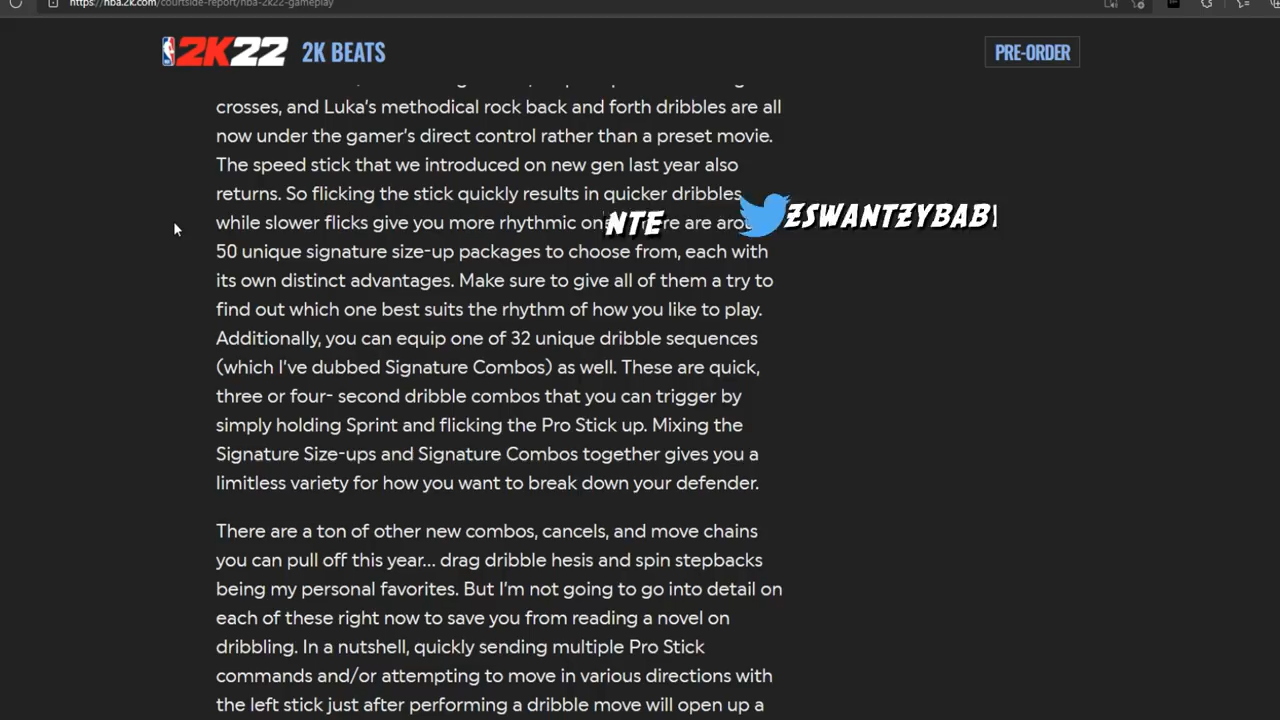 https://nba.2k.com/courtside-report/nba-2k22-gameplay
2K22 2K BEATS PRE-ORDER
crosses, and Luka's methodical rock back and forth dribbles are all
now under the gamer's direct control rather than a preset movie.
The speed stick that we introduced on new gen last year also
returns. So flicking the stick quickly results in quicker dribbles
while slower flicks give you more rhythmic
NTE
ZSWANTZYBAB
50 unique signature size-up packages to choose from, each with
its own distinct advantages. Make sure to give all of them a try to
find out which one best suits the rhythm of how you like to play.
Additionally, you can equip one of 32 unique dribble sequences
(which I've dubbed Signature Combos) as well. These are quick,
three or four- second dribble combos that you can trigger by
simply holding Sprint and flicking the Pro Stick up. Mixing the
Signature Size-ups and Signature Combos together gives you a
limitless variety for how you want to break down your defender.
There are a ton of other new combos, cancels, and move chains
you can pull off this year... drag dribble hesis and spin stepbacks
being my personal favorites. But I'm not going to go into detail on
each of these right now to save you from reading a novel on
dribbling. In a nutshell, quickly sending multiple Pro Stick
commands and/or attempting to move in various directions with
the left stick just after performing a dribble move will open up a